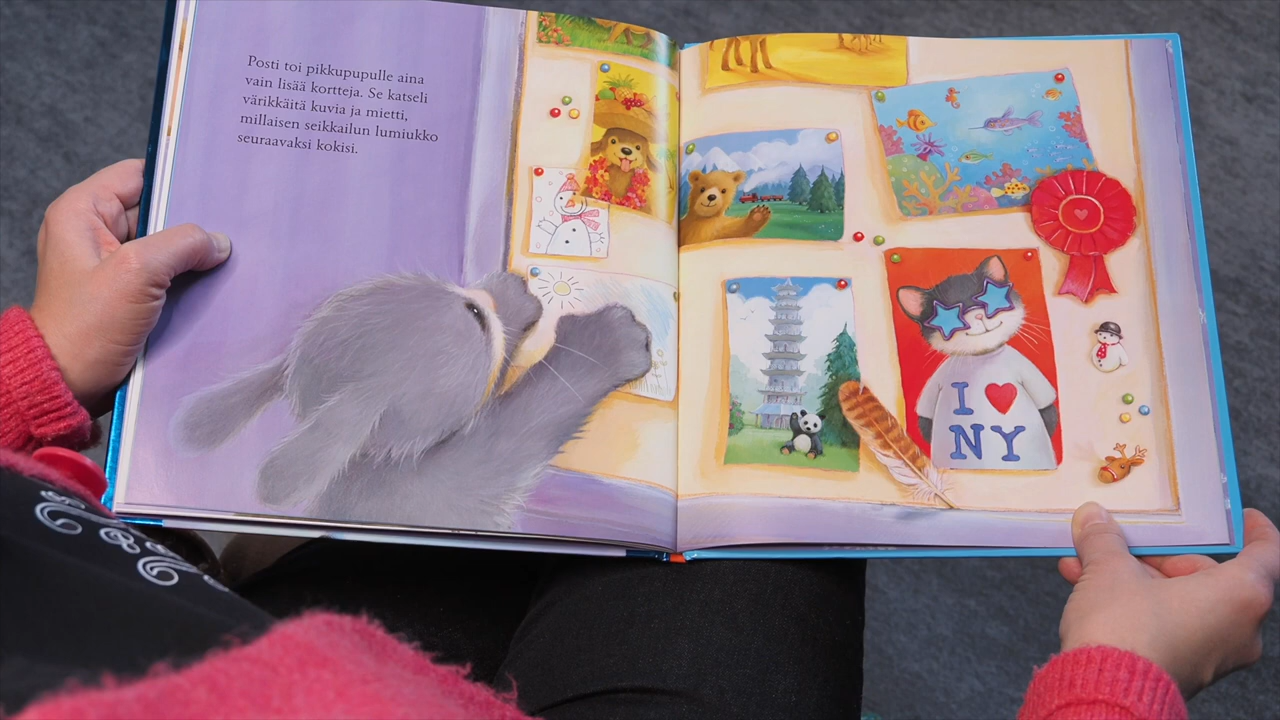 Posti toi pikkupupulle aina
vain lisää kortteja. Se katseli
värikkäitä kuvia ja mietti,
millaisen seikkailun lumiukko
seuraavaksi kokisi.
I ♥
NY